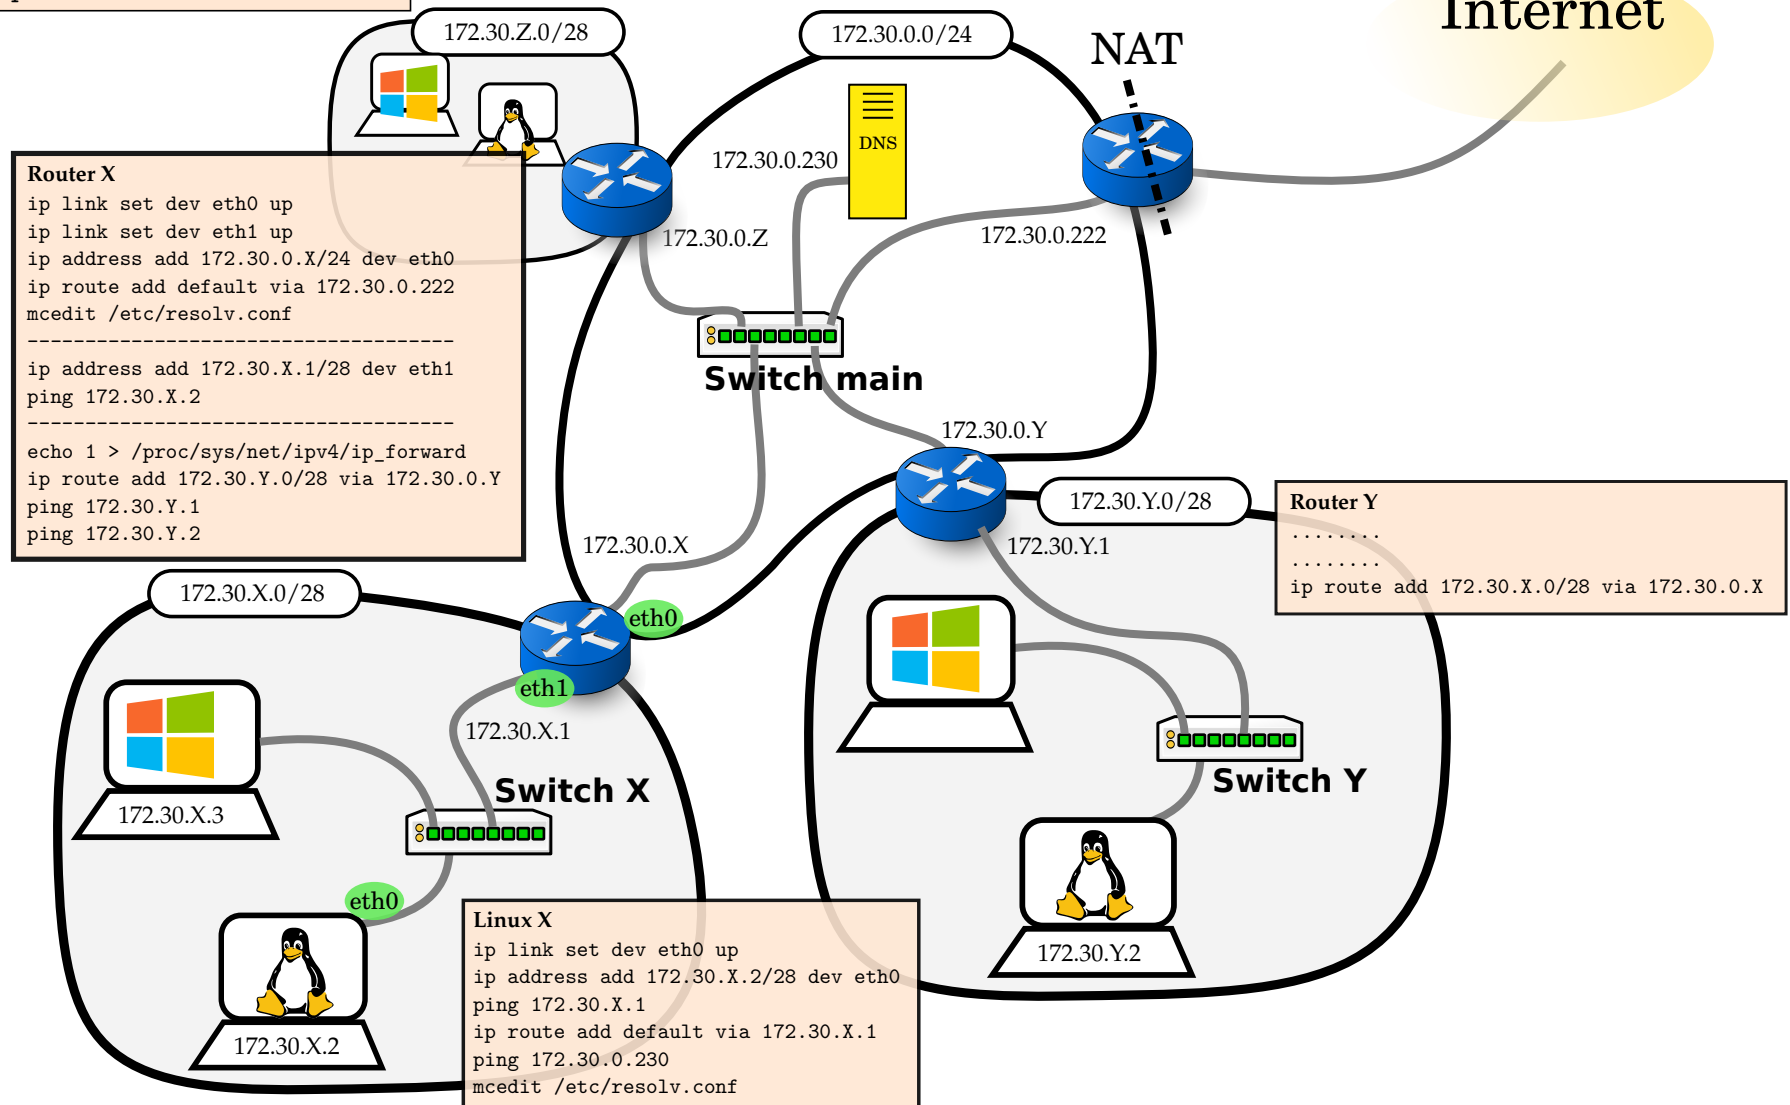 Internet
172.30.Z.0/28
172.30.0.0/24
NAT
DNS
172.30.0.230
172.30.0.Z
172.30.0.222
Router X
ip link set dev eth0 up
ip link set dev eth1 up
ip address add 172.30.0.X/24 dev eth0
ip route add default via 172.30.0.222
mcedit /etc/resolv.conf
-------------------------------------
ip address add 172.30.X.1/28 dev eth1
ping 172.30.X.2
-------------------------------------
echo 1 > /proc/sys/net/ipv4/ip_forward
ip route add 172.30.Y.0/28 via 172.30.0.Y
ping 172.30.Y.1
ping 172.30.Y.2
Switch main
172.30.0.Y
172.30.Y.0/28
Router Y
........
........
ip route add 172.30.X.0/28 via 172.30.0.X
172.30.0.X
172.30.Y.1
172.30.X.0/28
eth0
eth1
172.30.X.1
Switch X
172.30.X.3
Switch Y
eth0
172.30.X.2
172.30.Y.2
Linux X
ip link set dev eth0 up
ip address add 172.30.X.2/28 dev eth0
ping 172.30.X.1
ip route add default via 172.30.X.1
ping 172.30.0.230
mcedit /etc/resolv.conf